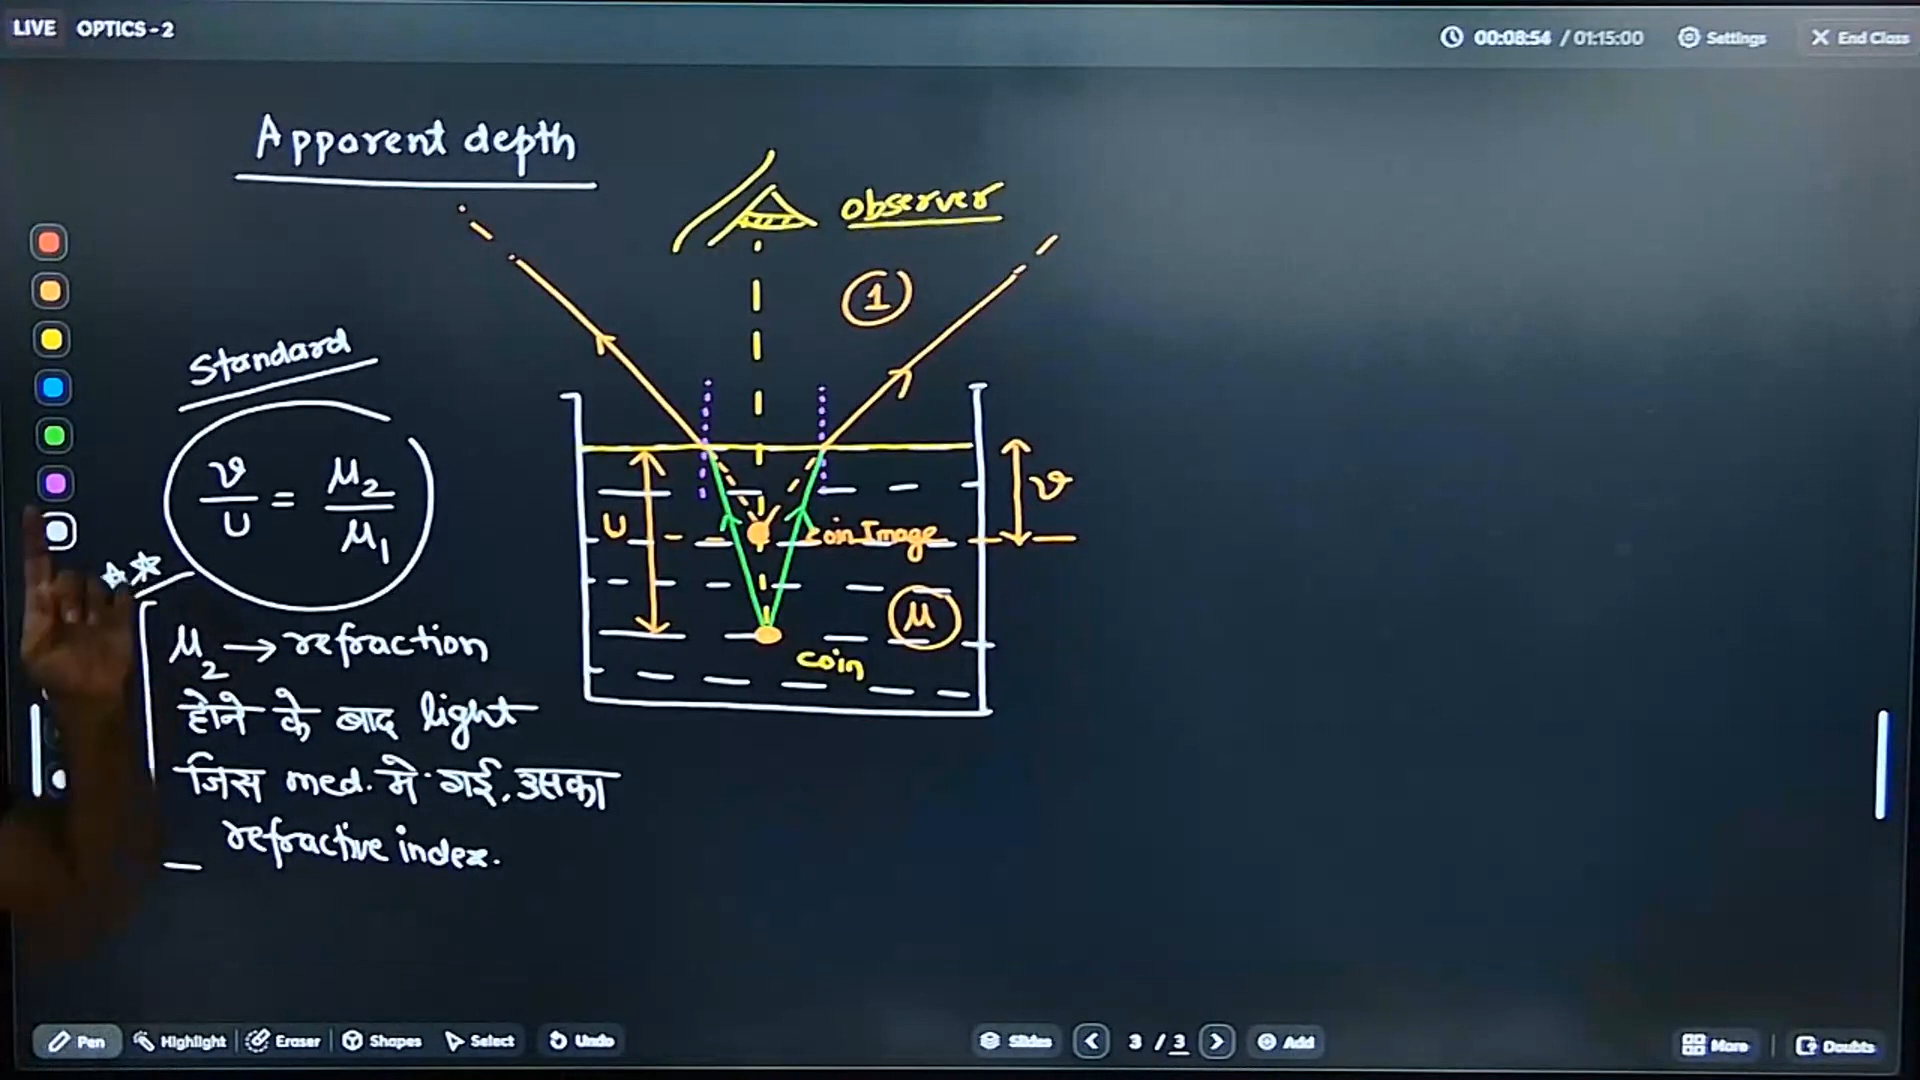 LIVE OPTICS - 2
00:08:54 / 01:15:00 Settings End Class
Apparent depth
observer
1
Standard
v/u = μ₂/μ₁
u
v
coin Image
μ
coin
μ₂ → refraction
होने के बाद light
जिस med. मे गई, उसका
refractive index.
Pen Highlight Eraser Shapes Select Undo Slides 3 / 3 Add More Doubts